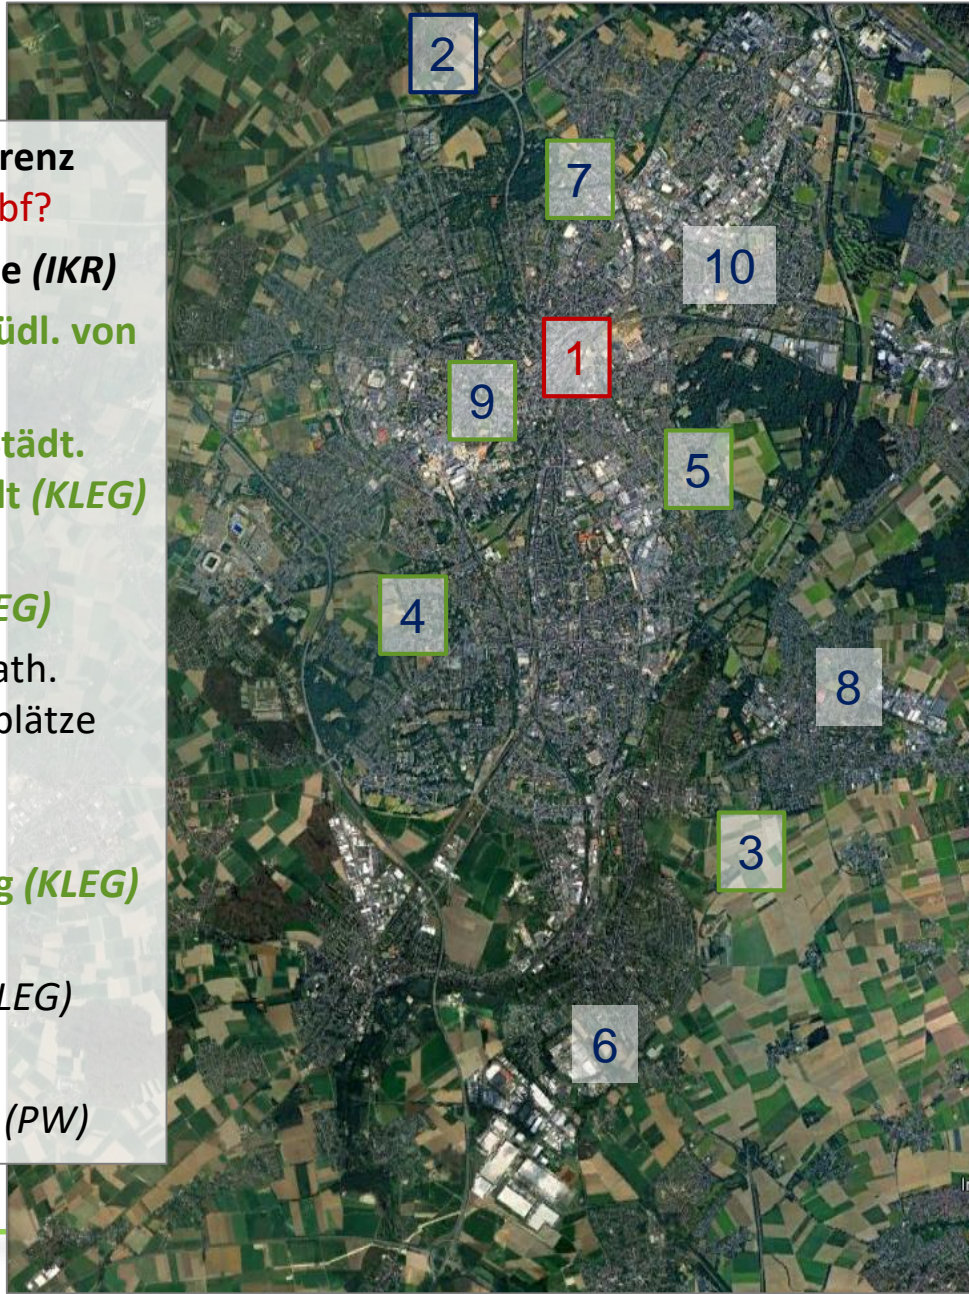 renz
bf?
e (IKR)
üdl. von
tädt.
lt (KLEG)
EG)
ath.
plätze
g (KLEG)
LEG)
(PW)
2
7
10
1
9
5
4
8
3
6